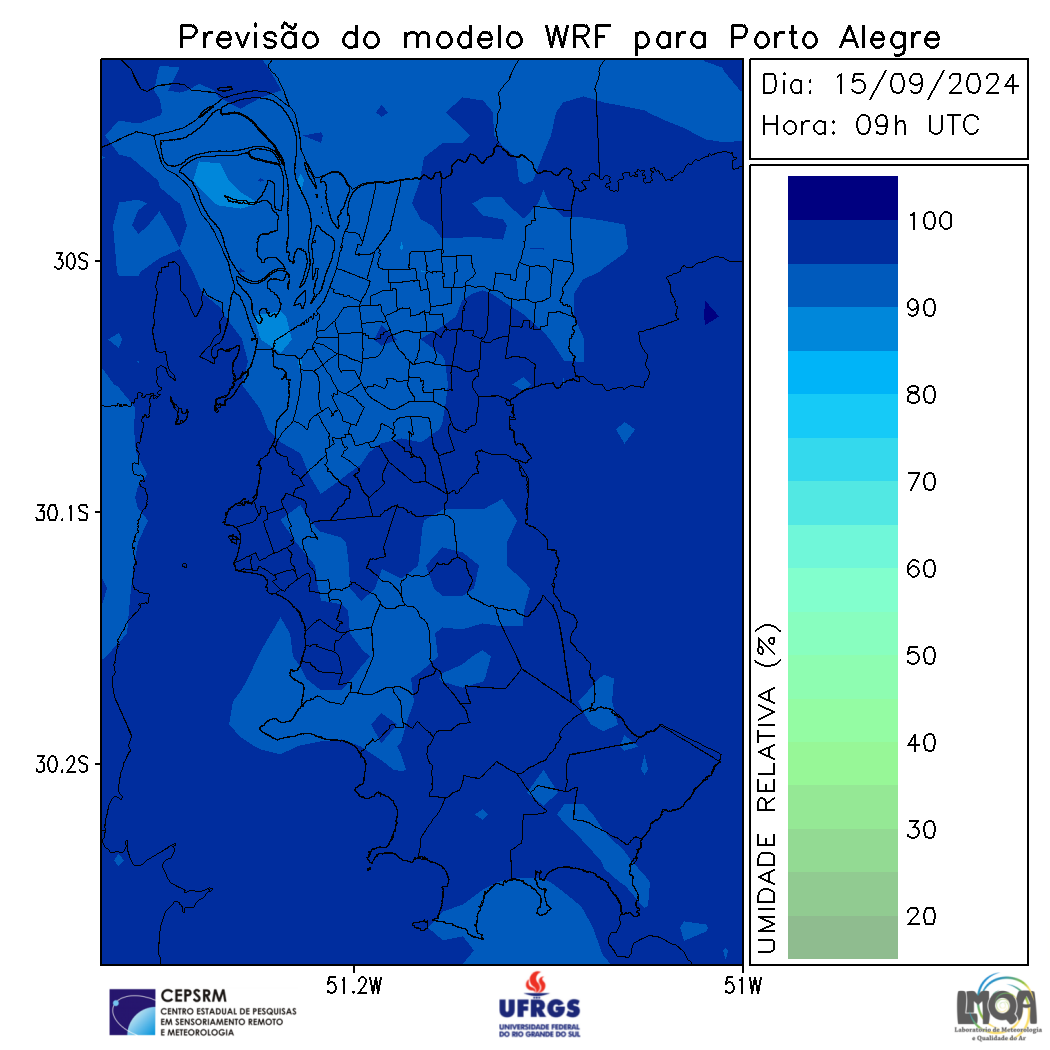 Previsão do modelo WRF para Porto Alegre
Dia: 15/09/2024
Hora: 09h UTC
100
90
80
70
60
50
40
30
20
UMIDADE RELATIVA (%)
30S
30.1S
30.2S
51.2W
51W
CEPSRM
CENTRO ESTADUAL DE PESQUISAS
EM SENSORIAMENTO REMOTO
E METEOROLOGIA
UFRGS
UNIVERSIDADE FEDERAL
DO RIO GRANDE DO SUL
LMQA
Laboratório de Meteorologia
e Qualidade do Ar